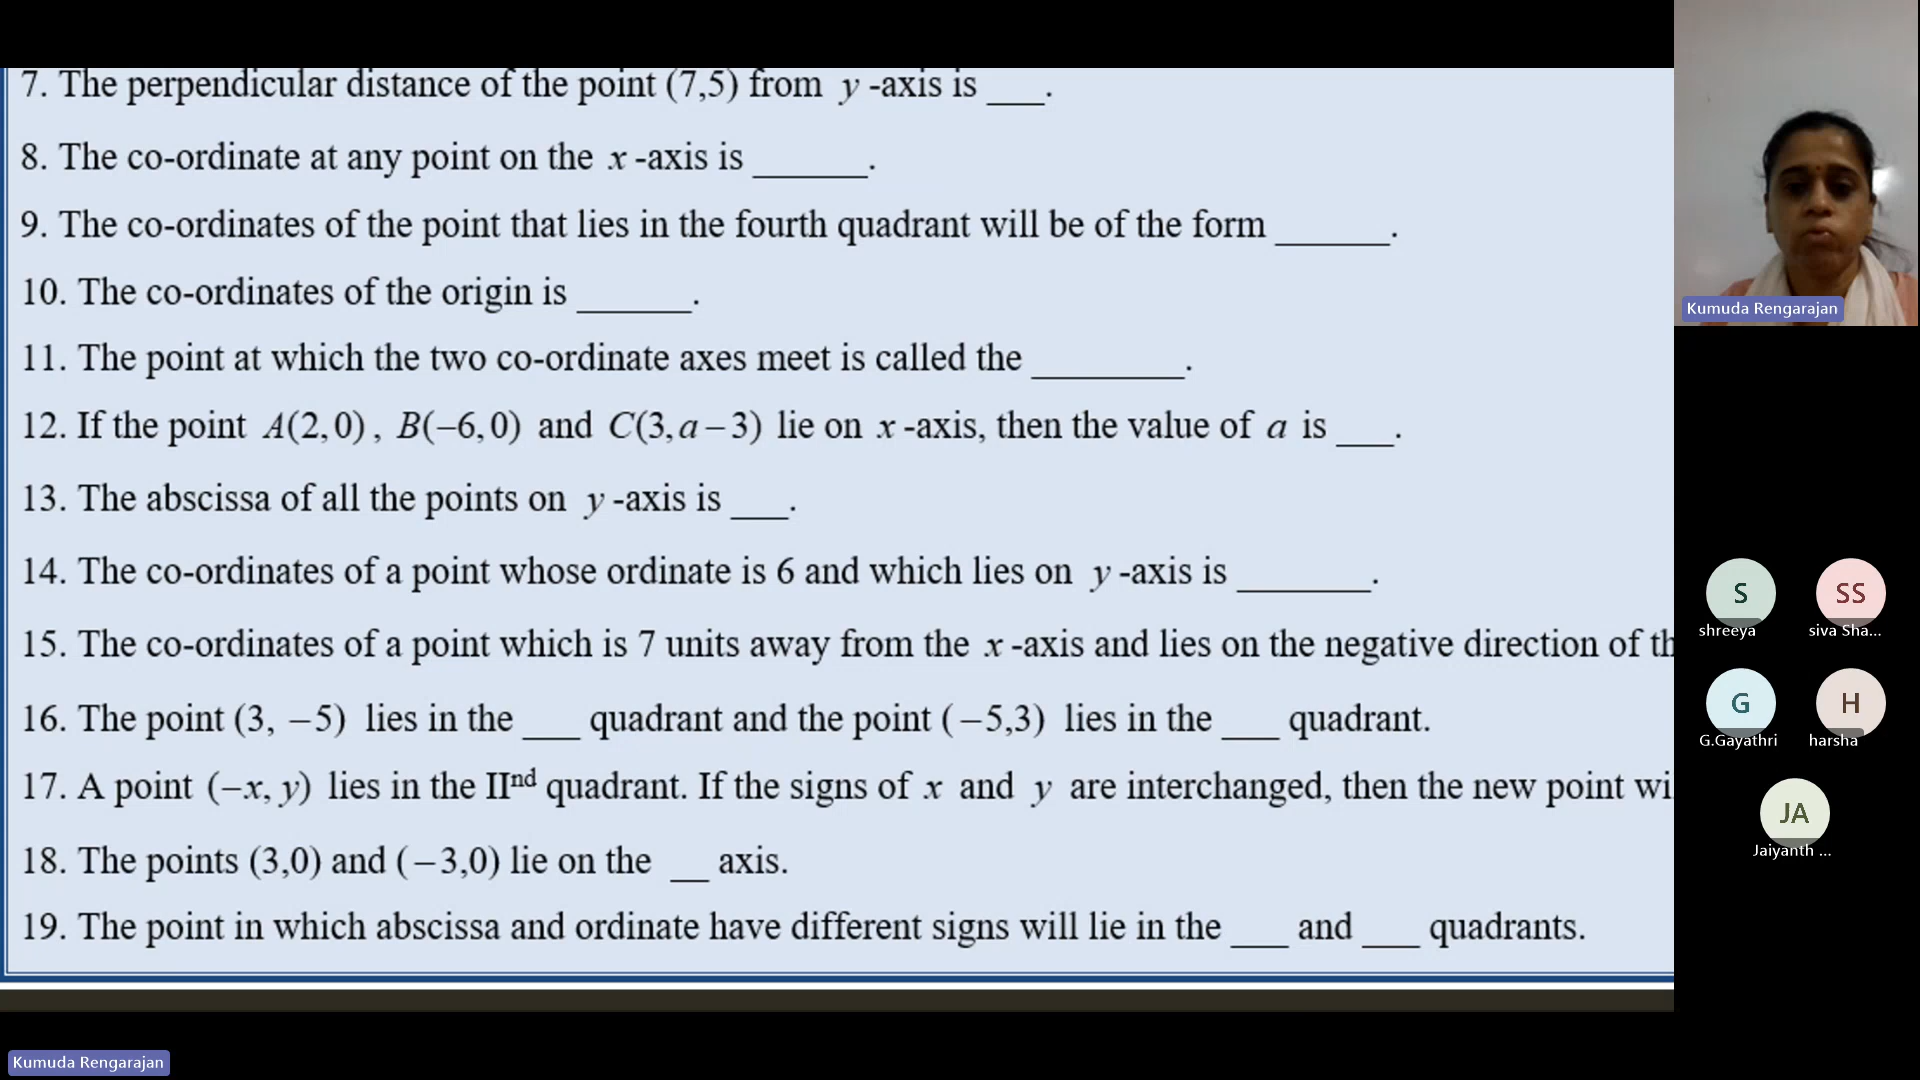 7. The perpendicular distance of the point (7,5) from y -axis is ___.
8. The co-ordinate at any point on the x -axis is ______.
9. The co-ordinates of the point that lies in the fourth quadrant will be of the form ______.
10. The co-ordinates of the origin is ______.
11. The point at which the two co-ordinate axes meet is called the ________.
12. If the point A(2,0), B(−6,0) and C(3,a−3) lie on x -axis, then the value of a is ___.
13. The abscissa of all the points on y -axis is ___.
14. The co-ordinates of a point whose ordinate is 6 and which lies on y -axis is _______.
15. The co-ordinates of a point which is 7 units away from the x -axis and lies on the negative direction of th
16. The point (3, −5) lies in the ___ quadrant and the point (−5,3) lies in the ___ quadrant.
17. A point (−x, y) lies in the IInd quadrant. If the signs of x and y are interchanged, then the new point wi
18. The points (3,0) and (−3,0) lie on the __ axis.
19. The point in which abscissa and ordinate have different signs will lie in the ___ and ___ quadrants.
Kumuda Rengarajan
S
shreeya
SS
siva Sha...
G
G.Gayathri
H
harsha
JA
Jaiyanth ...
Kumuda Rengarajan